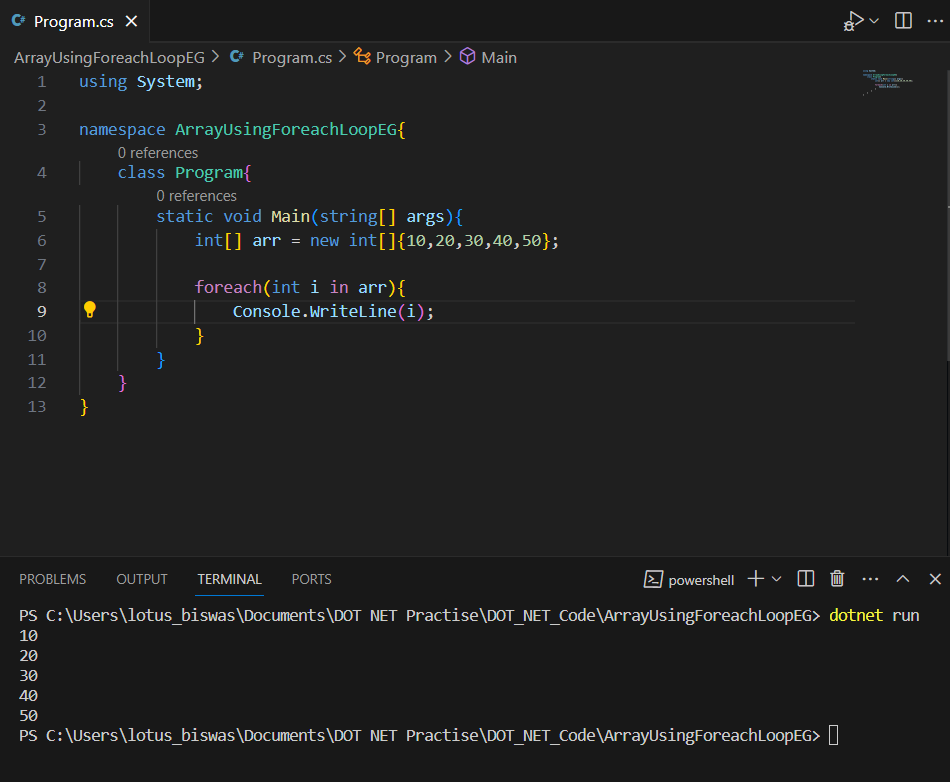 C# Program.cs
ArrayUsingForeachLoopEG > C# Program.cs > Program > Main
1 using System;
2
3 namespace ArrayUsingForeachLoopEG{
0 references
4 class Program{
0 references
5 static void Main(string[] args){
6 int[] arr = new int[]{10,20,30,40,50};
7
8 foreach(int i in arr){
9 Console.WriteLine(i);
10 }
11 }
12 }
13 }
PROBLEMS OUTPUT TERMINAL PORTS powershell
PS C:\Users\lotus_biswas\Documents\DOT NET Practise\DOT_NET_Code\ArrayUsingForeachLoopEG> dotnet run
10
20
30
40
50
PS C:\Users\lotus_biswas\Documents\DOT NET Practise\DOT_NET_Code\ArrayUsingForeachLoopEG>